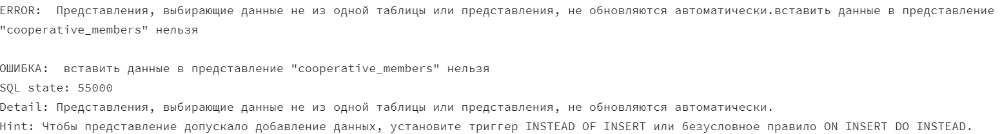 ERROR:  Представления, выбирающие данные не из одной таблицы или представления, не обновляются автоматически.вставить данные в представление
"cooperative_members" нельзя
ОШИБКА:  вставить данные в представление "cooperative_members" нельзя
SQL state: 55000
Detail: Представления, выбирающие данные не из одной таблицы или представления, не обновляются автоматически.
Hint: Чтобы представление допускало добавление данных, установите триггер INSTEAD OF INSERT или безусловное правило ON INSERT DO INSTEAD.